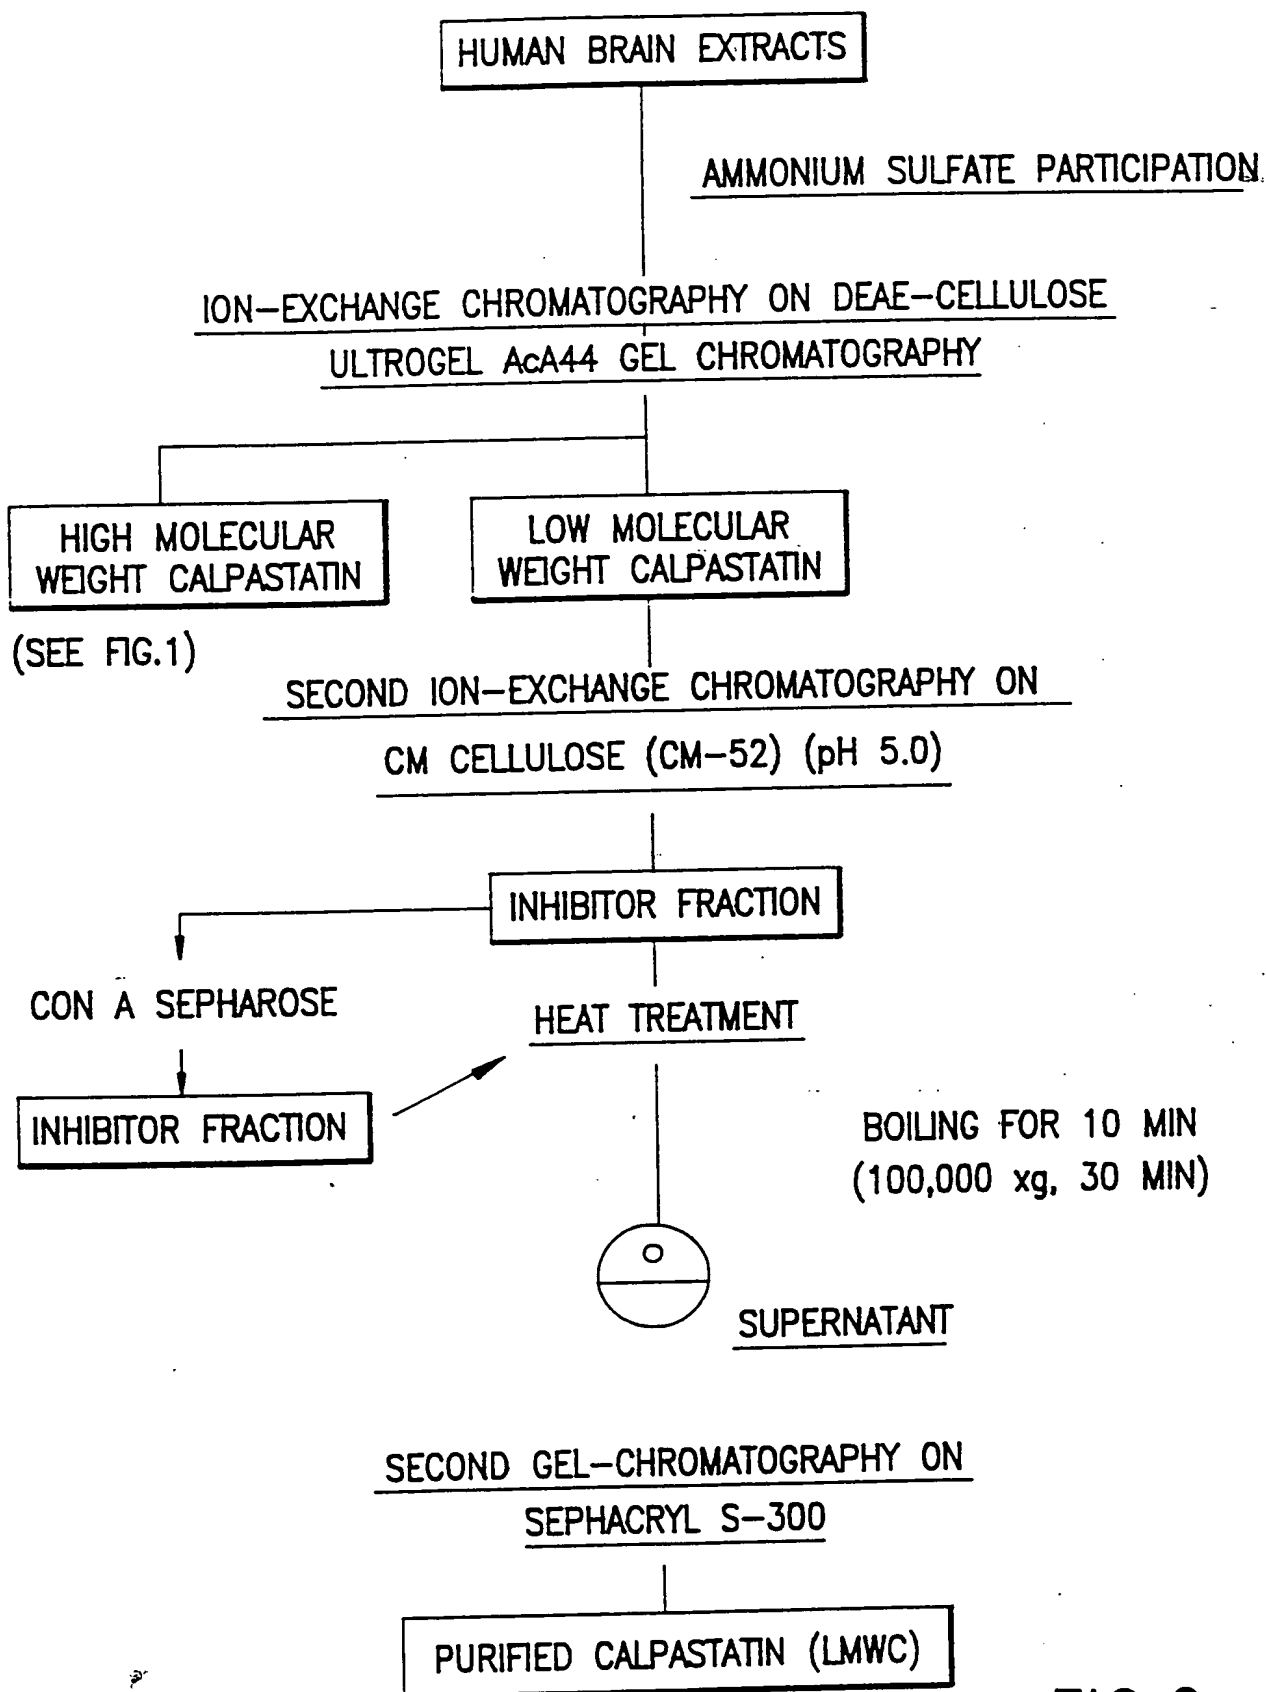 HUMAN BRAIN EXTRACTS
AMMONIUM SULFATE PARTICIPATION
ION-EXCHANGE CHROMATOGRAPHY ON DEAE-CELLULOSE
ULTROGEL AcA44 GEL CHROMATOGRAPHY
HIGH MOLECULAR
WEIGHT CALPASTATIN
(SEE FIG.1)
LOW MOLECULAR
WEIGHT CALPASTATIN
SECOND ION-EXCHANGE CHROMATOGRAPHY ON
CM CELLULOSE (CM-52) (pH 5.0)
INHIBITOR FRACTION
CON A SEPHAROSE
HEAT TREATMENT
INHIBITOR FRACTION
BOILING FOR 10 MIN
(100,000 xg, 30 MIN)
SUPERNATANT
SECOND GEL-CHROMATOGRAPHY ON
SEPHACRYL S-300
PURIFIED CALPASTATIN (LMWC)